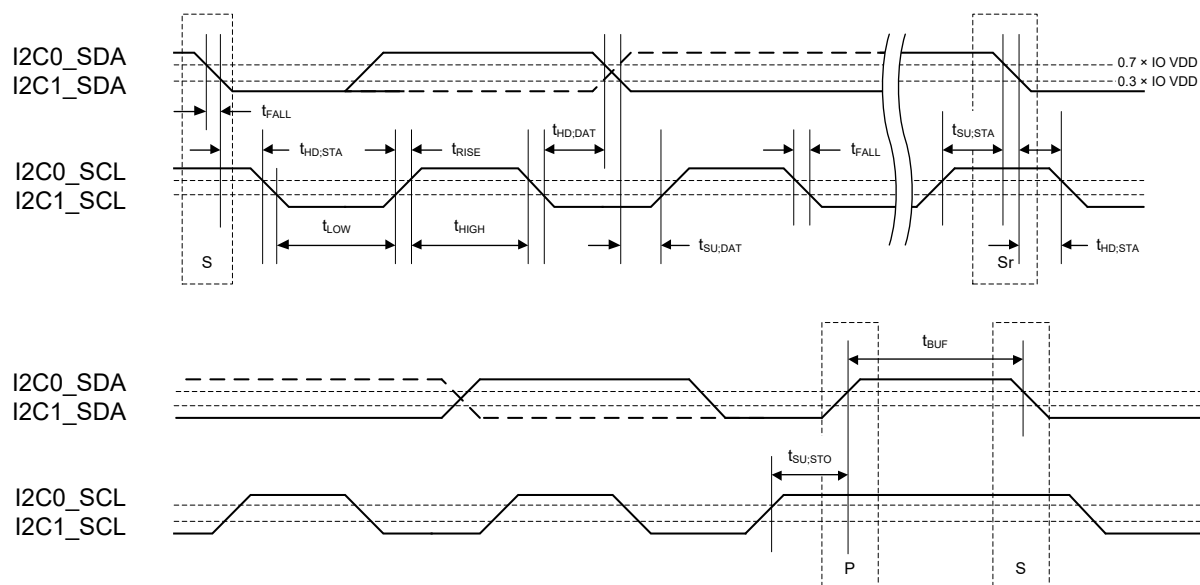 I2C0_SDA
I2C1_SDA
0.7 × IO VDD
0.3 × IO VDD
tFALL
tHD;STA
tRISE
tHD;DAT
tFALL
tSU;STA
I2C0_SCL
I2C1_SCL
tLOW
tHIGH
tSU;DAT
tHD;STA
S
Sr
tBUF
I2C0_SDA
I2C1_SDA
tSU;STO
I2C0_SCL
I2C1_SCL
P
S